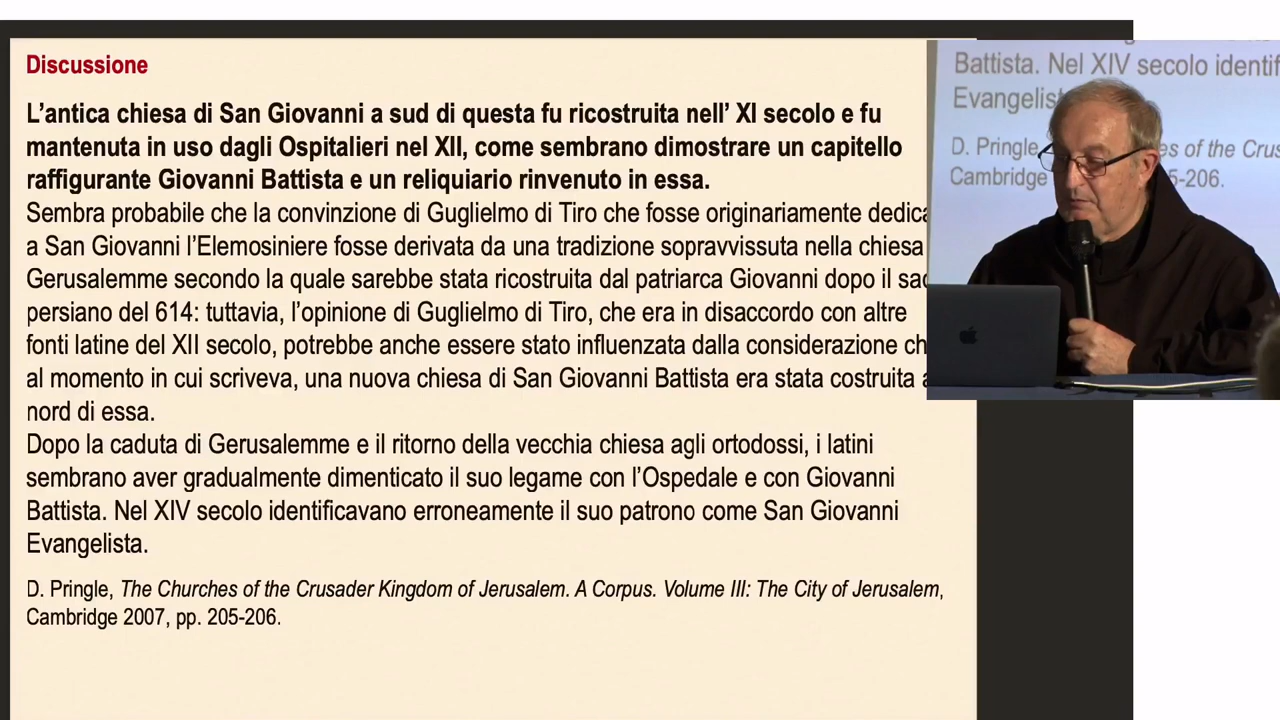 Discussione
L’antica chiesa di San Giovanni a sud di questa fu ricostruita nell’ XI secolo e fu
mantenuta in uso dagli Ospitalieri nel XII, come sembrano dimostrare un capitello
raffigurante Giovanni Battista e un reliquiario rinvenuto in essa.
Sembra probabile che la convinzione di Guglielmo di Tiro che fosse originariamente
a San Giovanni l’Elemosiniere fosse derivata da una tradizione sopravvissuta nella chiesa
Gerusalemme secondo la quale sarebbe stata ricostruita dal patriarca Giovanni dopo il
persiano del 614: tuttavia, l’opinione di Guglielmo di Tiro, che era in disaccordo con altre
fonti latine del XII secolo, potrebbe anche essere stato influenzata dalla considerazione
al momento in cui scriveva, una nuova chiesa di San Giovanni Battista era stata costruita
nord di essa.
Dopo la caduta di Gerusalemme e il ritorno della vecchia chiesa agli ortodossi, i latini
sembrano aver gradualmente dimenticato il suo legame con l’Ospedale e con Giovanni
Battista. Nel XIV secolo identificavano erroneamente il suo patrono come San Giovanni
Evangelista.
D. Pringle, The Churches of the Crusader Kingdom of Jerusalem. A Corpus. Volume III: The City of Jerusalem,
Cambridge 2007, pp. 205-206.
Battista. Nel XIV secolo
D. Pringle, of the
Cambridge 5-206.